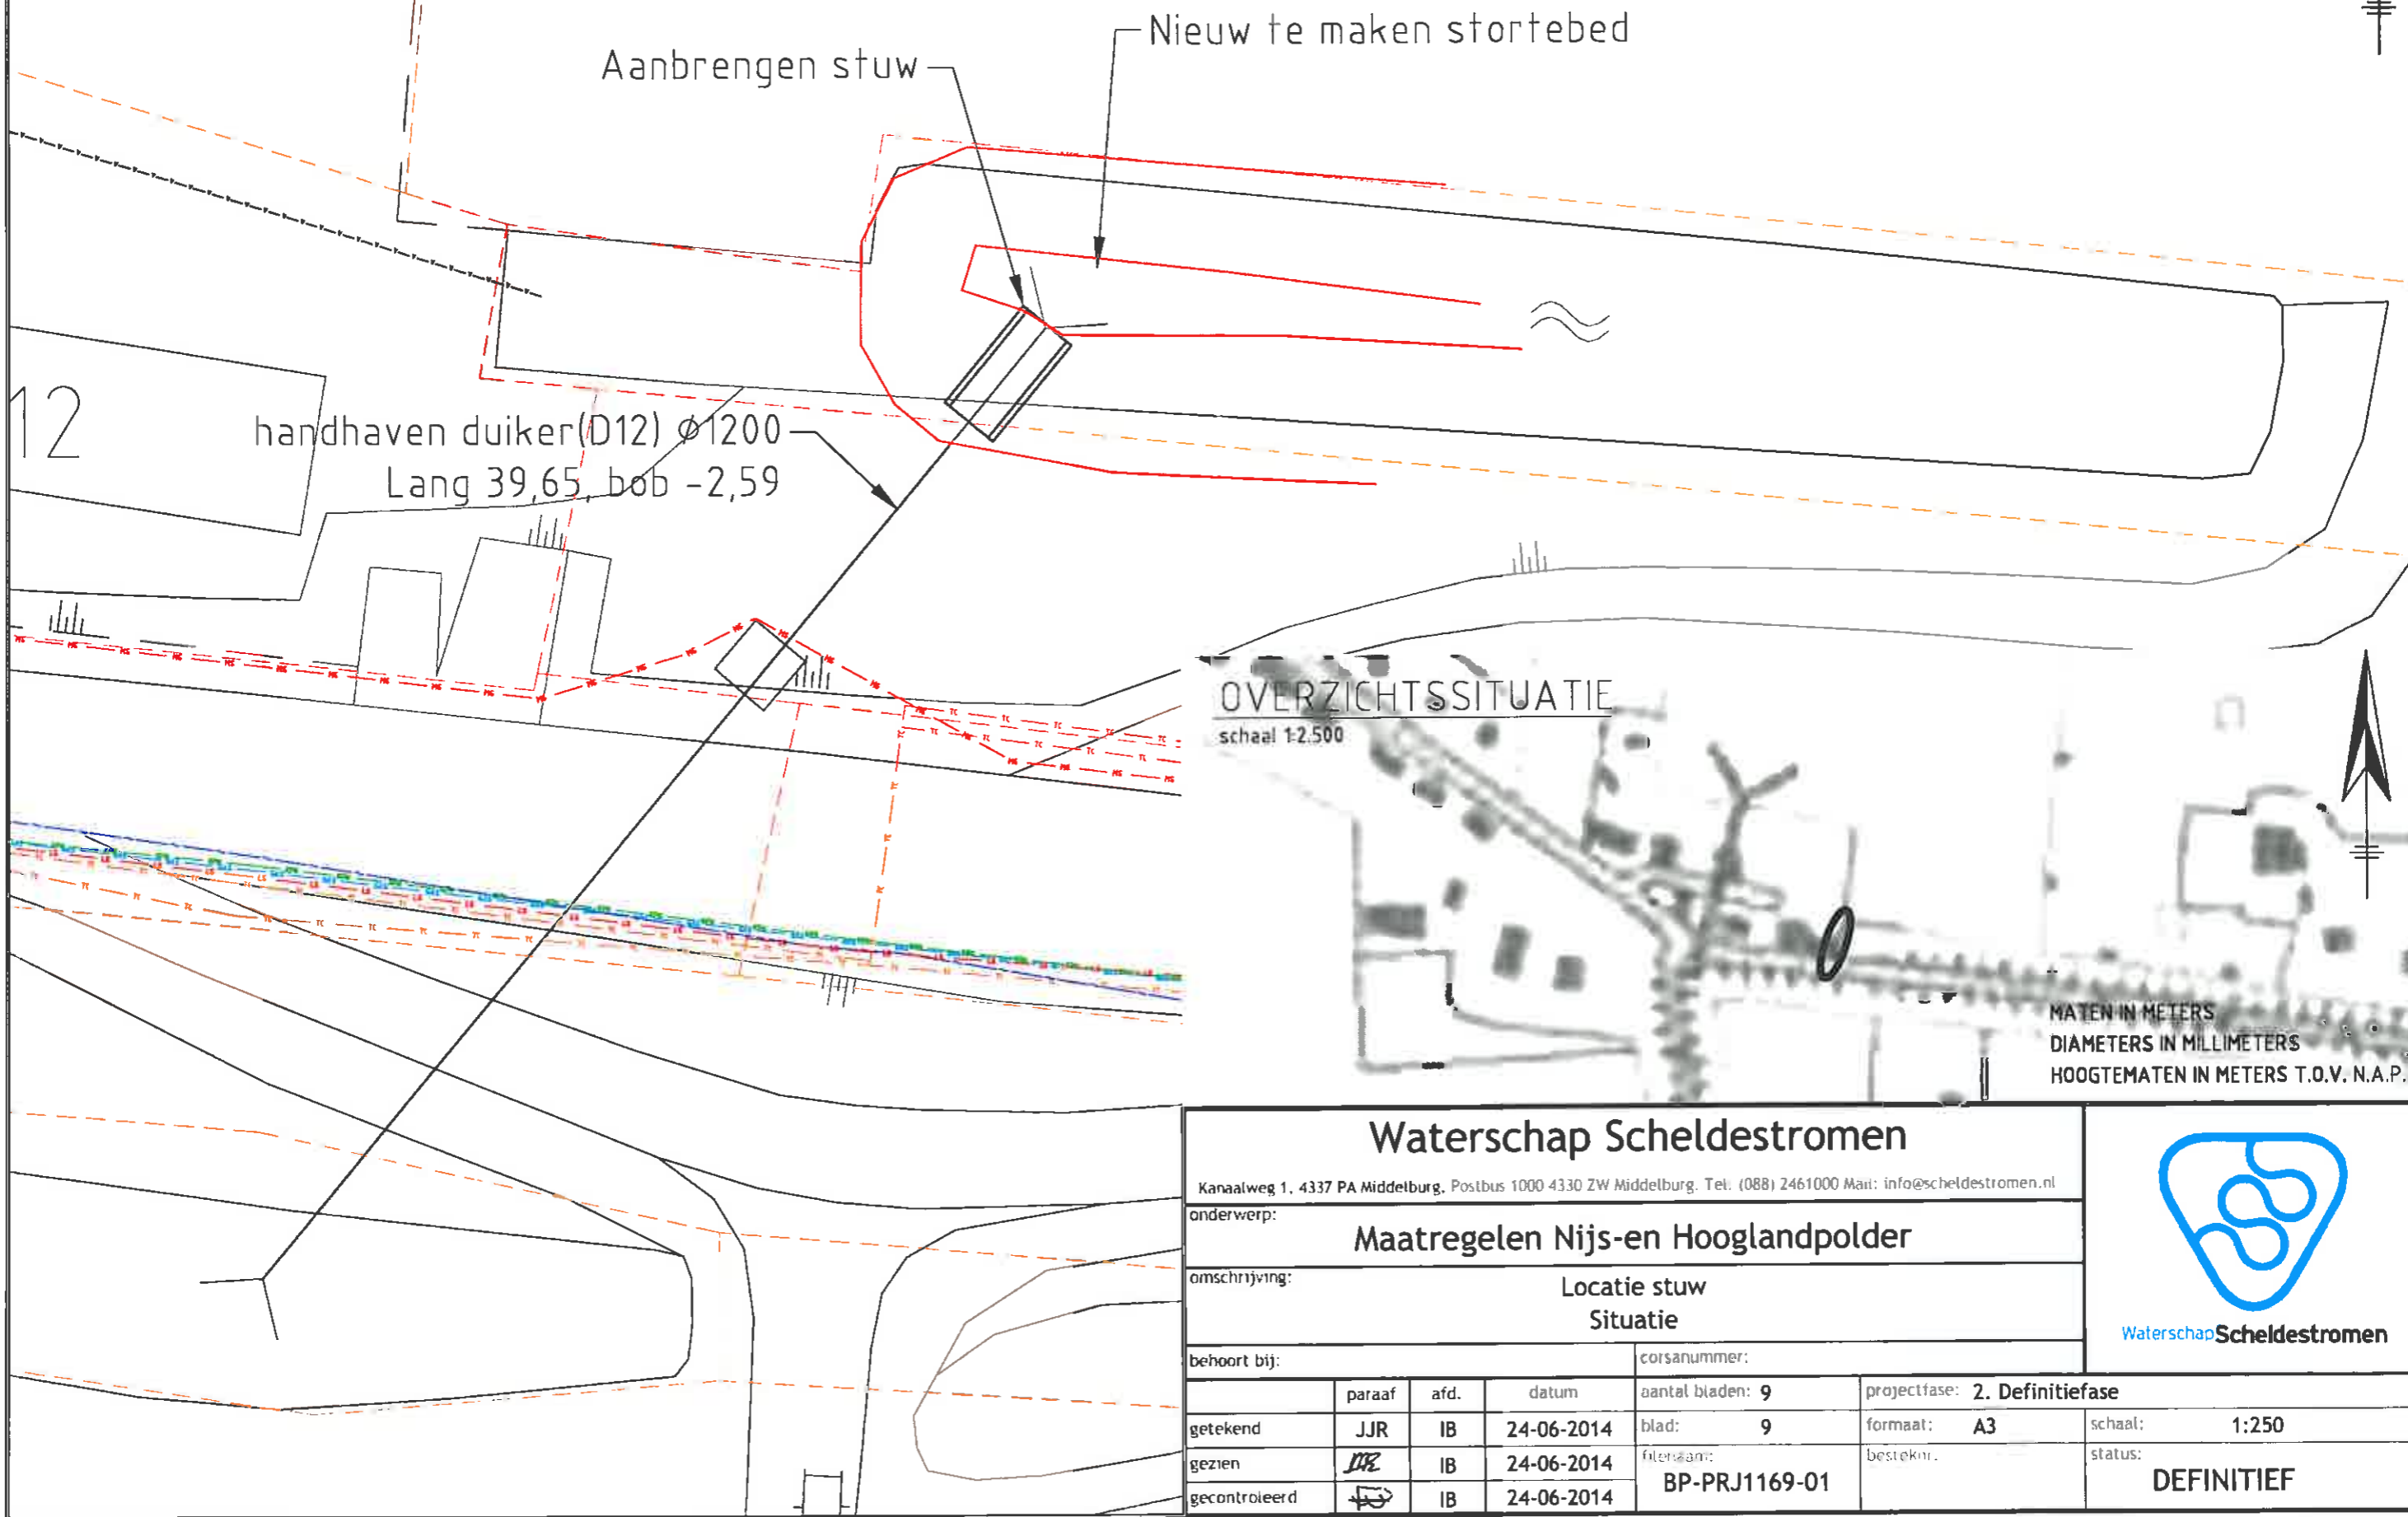 Nieuw te maken stortebed
Aanbrengen stuw
12
handhaven duiker(D12) ⌀1200
Lang 39,65, bob -2,59
OVERZICHTSSITUATIE
schaal 1:2.500
MATEN IN METERS
DIAMETERS IN MILLIMETERS
HOOGTEMATEN IN METERS T.O.V. N.A.P.
Waterschap Scheldestromen
Kanaalweg 1, 4337 PA Middelburg, Postbus 1000 4330 ZW Middelburg. Tel: (088) 2461000 Mail: info@scheldestromen.nl
onderwerp:
Maatregelen Nijs-en Hooglandpolder
omschrijving:
Locatie stuw
Situatie
WaterschapScheldestromen
behoort bij: corsanummer:
paraaf afd. datum aantal bladen: 9 projectfase: 2. Definitiefase
getekend JJR IB 24-06-2014 blad: 9 formaat: A3 schaal: 1:250
gezien IB 24-06-2014 filenaam: besteknr. status:
BP-PRJ1169-01 DEFINITIEF
gecontroleerd IB 24-06-2014